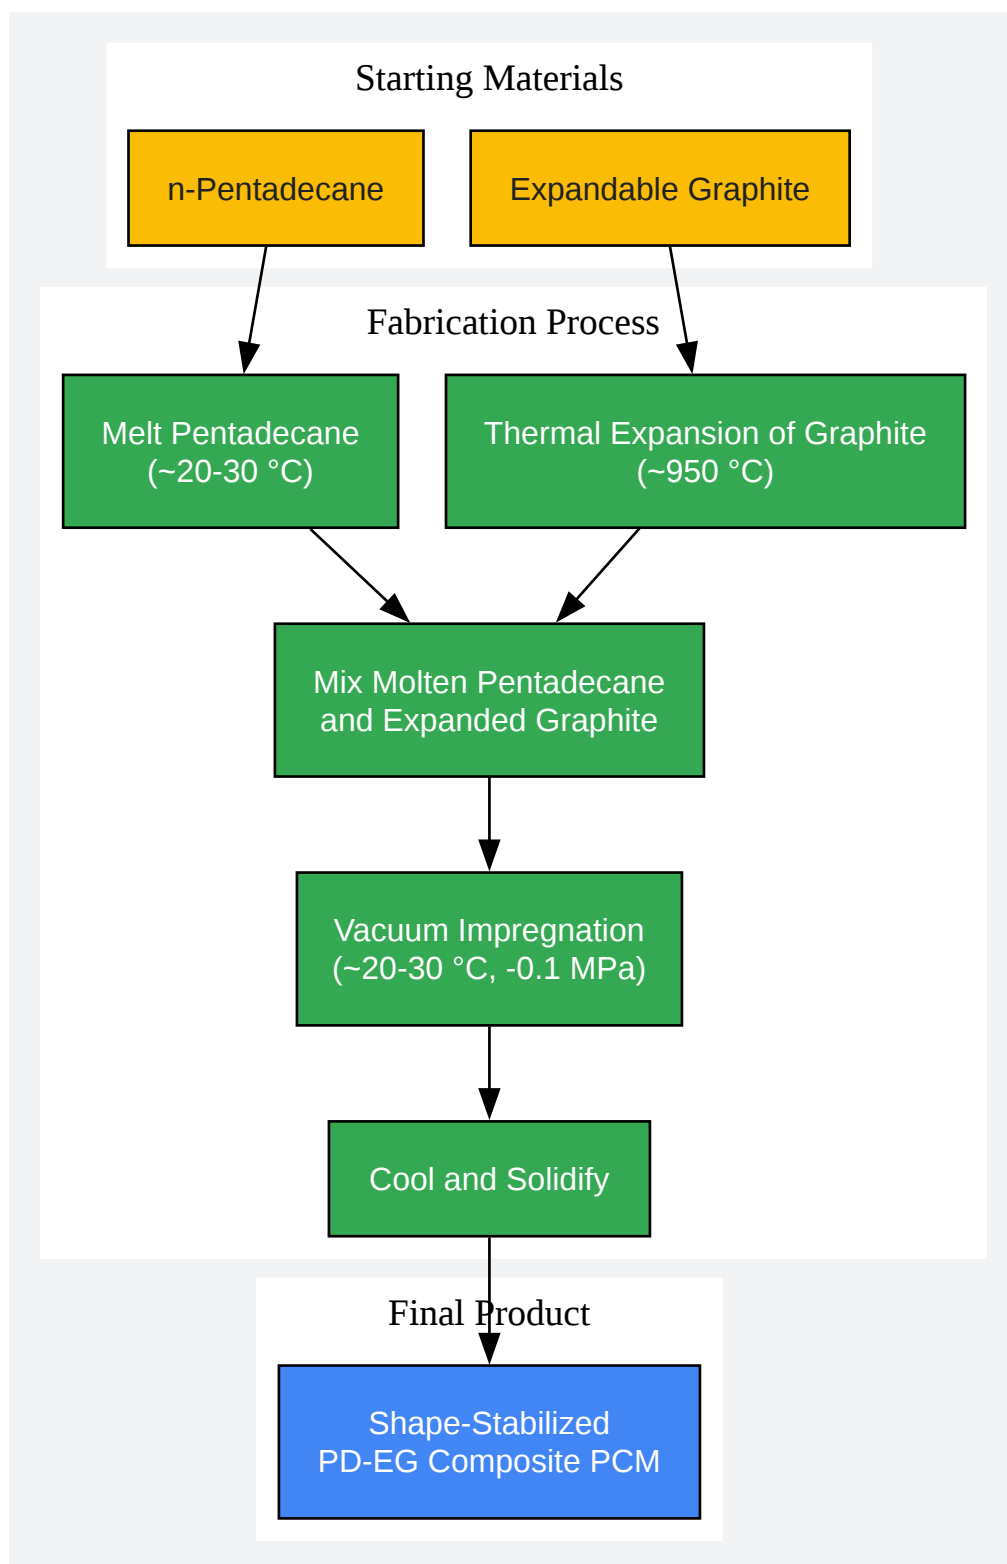 Starting Materials
n-Pentadecane
Expandable Graphite
Fabrication Process
Melt Pentadecane
(~20-30 °C)
Thermal Expansion of Graphite
(~950 °C)
Mix Molten Pentadecane
and Expanded Graphite
Vacuum Impregnation
(~20-30 °C, -0.1 MPa)
Cool and Solidify
Final Product
Shape-Stabilized
PD-EG Composite PCM